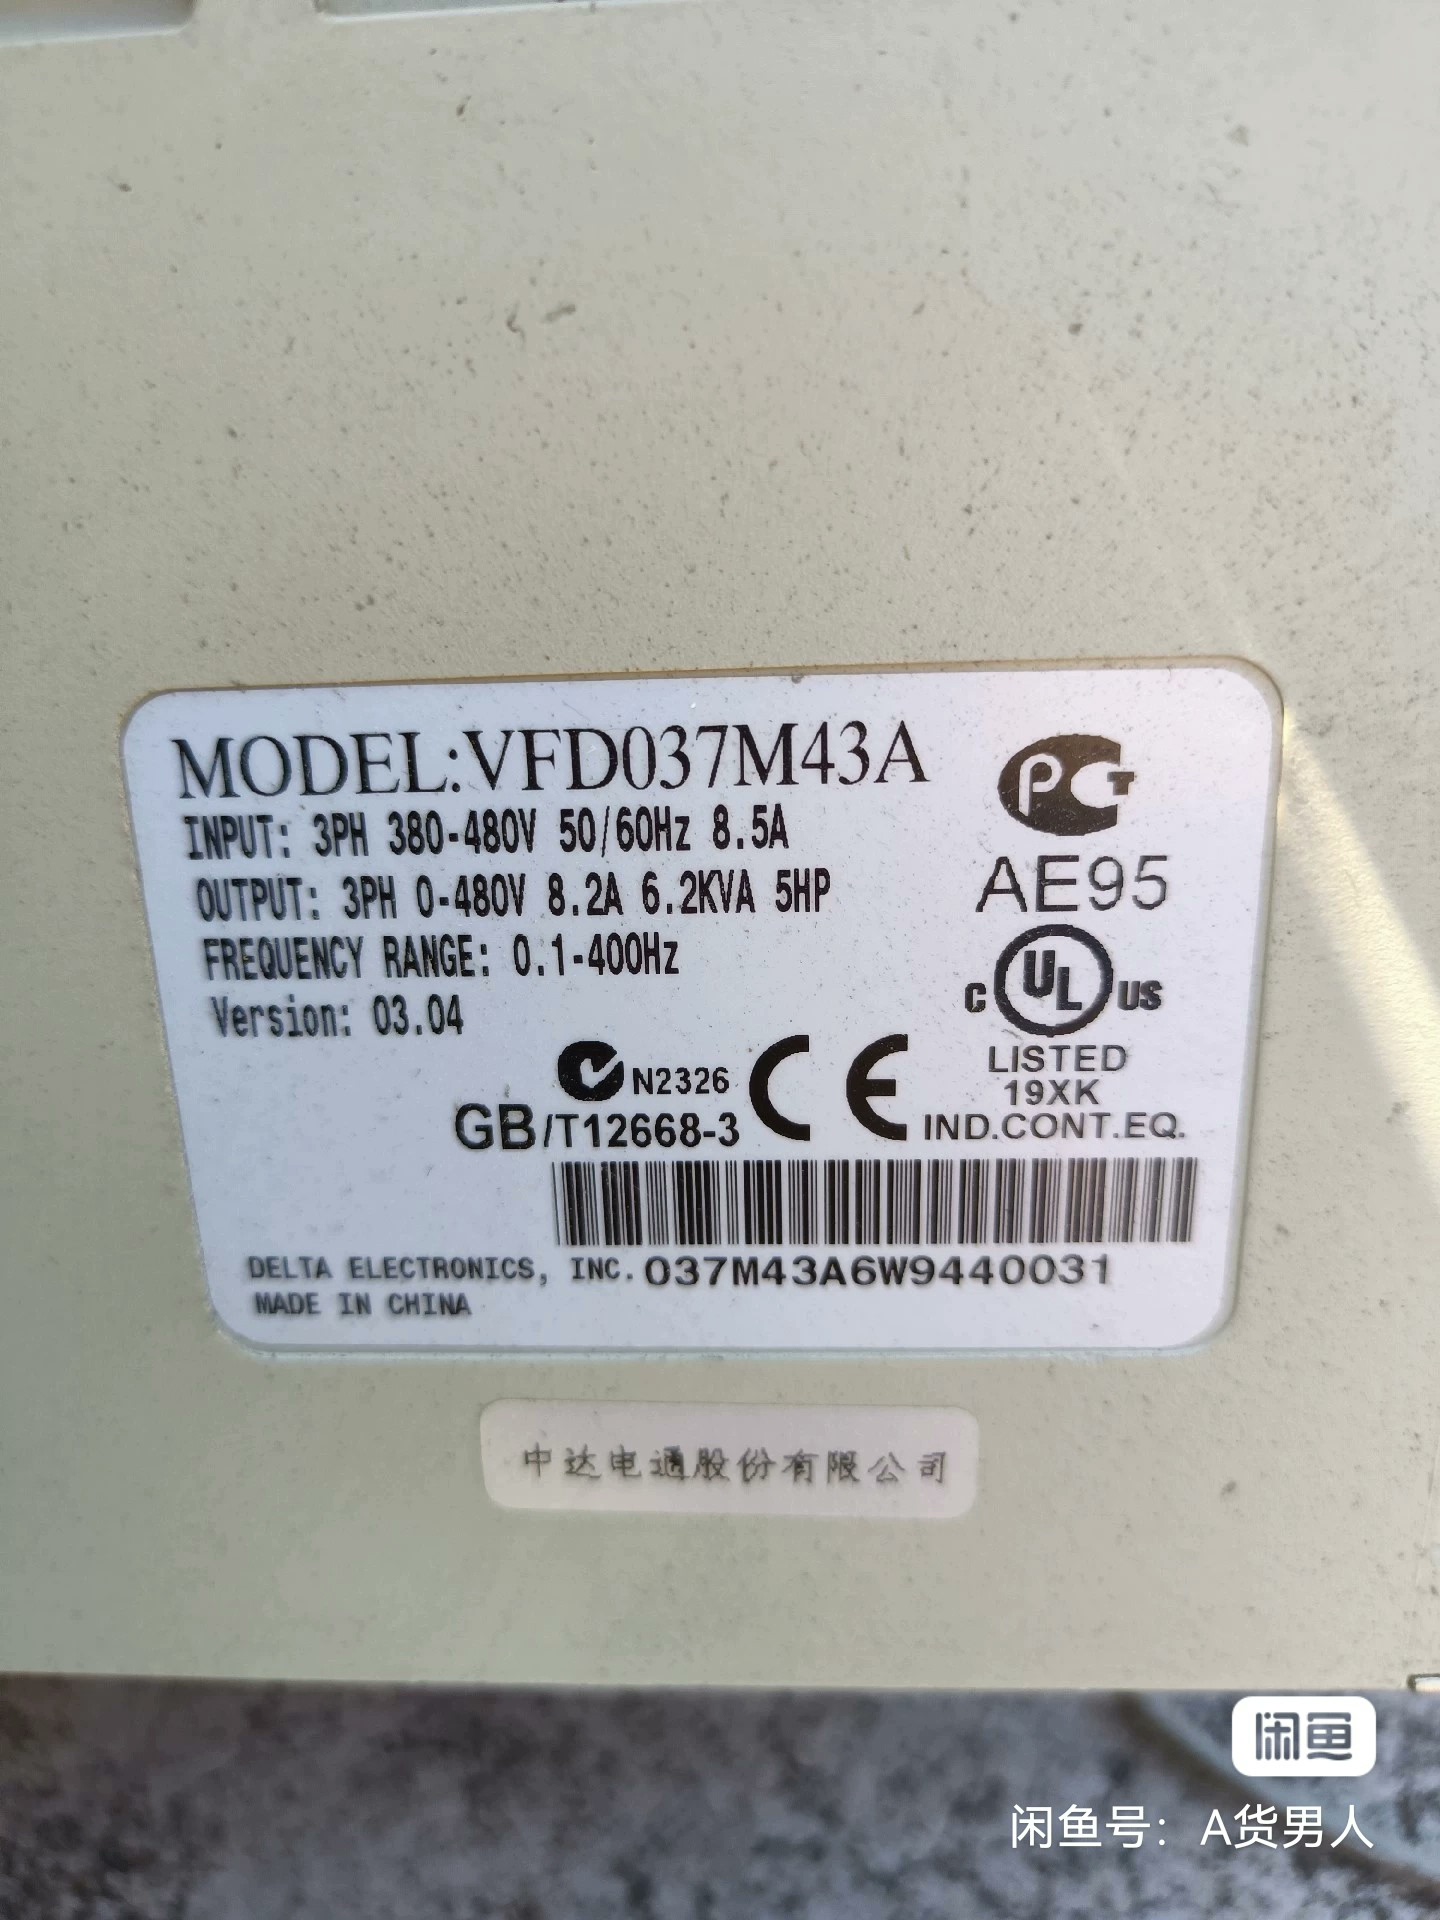 MODEL:VFD037M43A
INPUT: 3PH 380-480V 50/60Hz 8.5A
OUTPUT: 3PH 0-480V 8.2A 6.2KVA 5HP
FREQUENCY RANGE: 0.1-400Hz
Version: 03.04
PCT
AE95
C UL US
LISTED
19XK
IND.CONT.EQ.
N2326
GB/T12668-3
CE
DELTA ELECTRONICS, INC. 037M43A6W9440031
MADE IN CHINA
中达电通股份有限公司
闲鱼
闲鱼号：A货男人